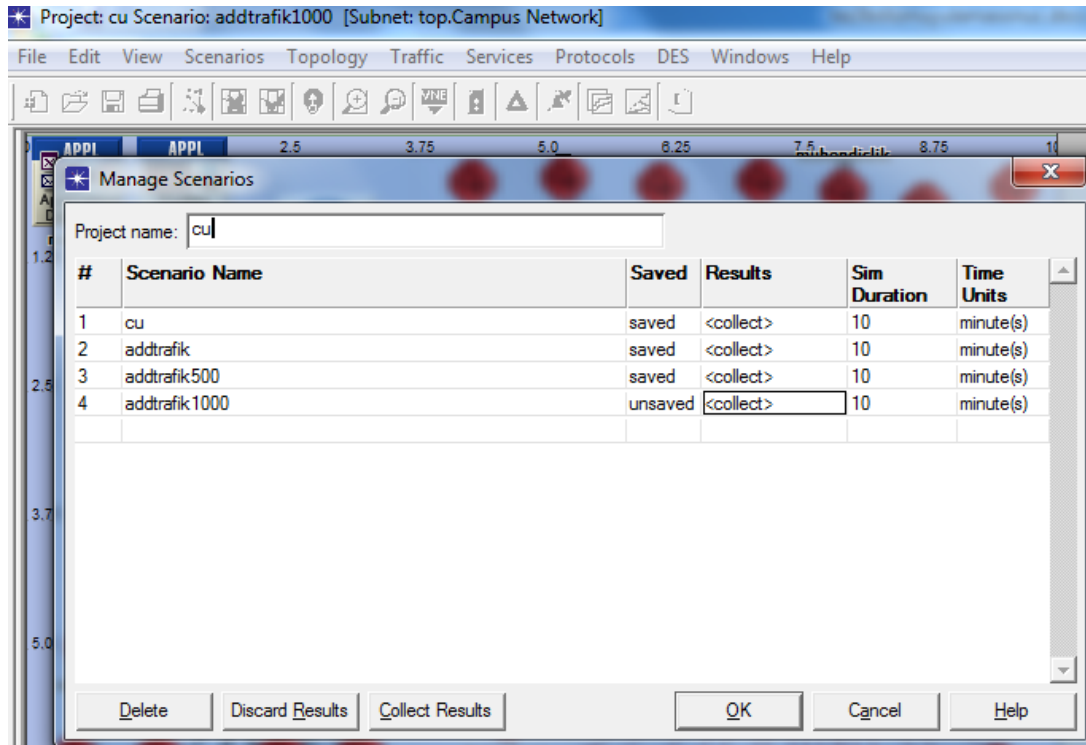 Project: cu Scenario: addtrafik1000 [Subnet: top.Campus Network]
File Edit View Scenarios Topology Traffic Services Protocols DES Windows Help
APPL APPL 2.5 3.75 5.0 6.25 7.5 8.75
Manage Scenarios
Project name: cu
1.2
# Scenario Name Saved Results Sim Duration Time Units
1 cu saved <collect> 10 minute(s)
2 addtrafik saved <collect> 10 minute(s)
3 addtrafik500 saved <collect> 10 minute(s)
2.5
4 addtrafik1000 unsaved <collect> 10 minute(s)
3.7
5.0
Delete Discard Results Collect Results OK Cancel Help